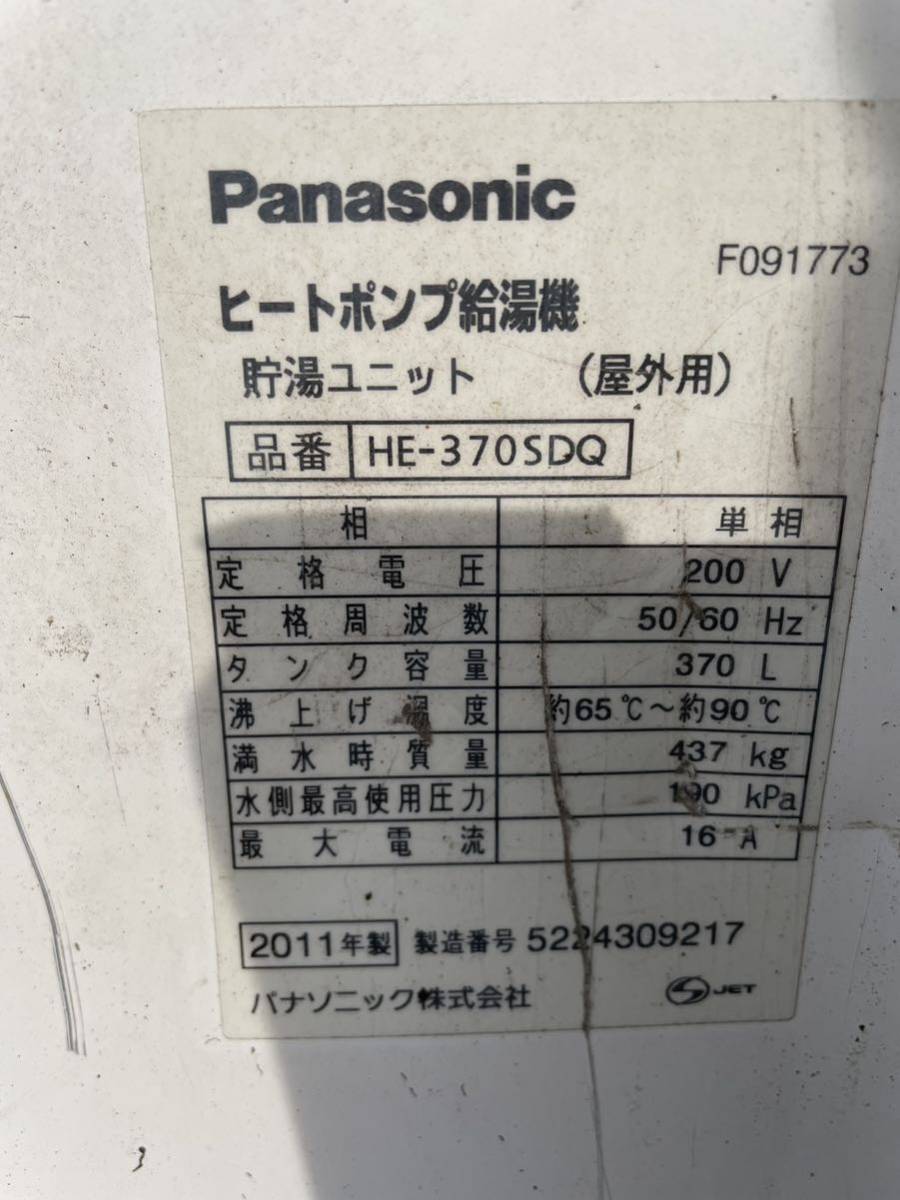 Panasonic
F091773
ヒートポンプ給湯機
貯湯ユニット (屋外用)
品番 HE-370SDQ
相 単相
定格電圧 200 V
定格周波数 50/60 Hz
タンク容量 370 L
沸上げ温度 約65℃～約90℃
満水時質量 437 kg
水側最高使用圧力 190 kPa
最大電流 16 A
2011年製 製造番号 5224309217
パナソニック株式会社 JET